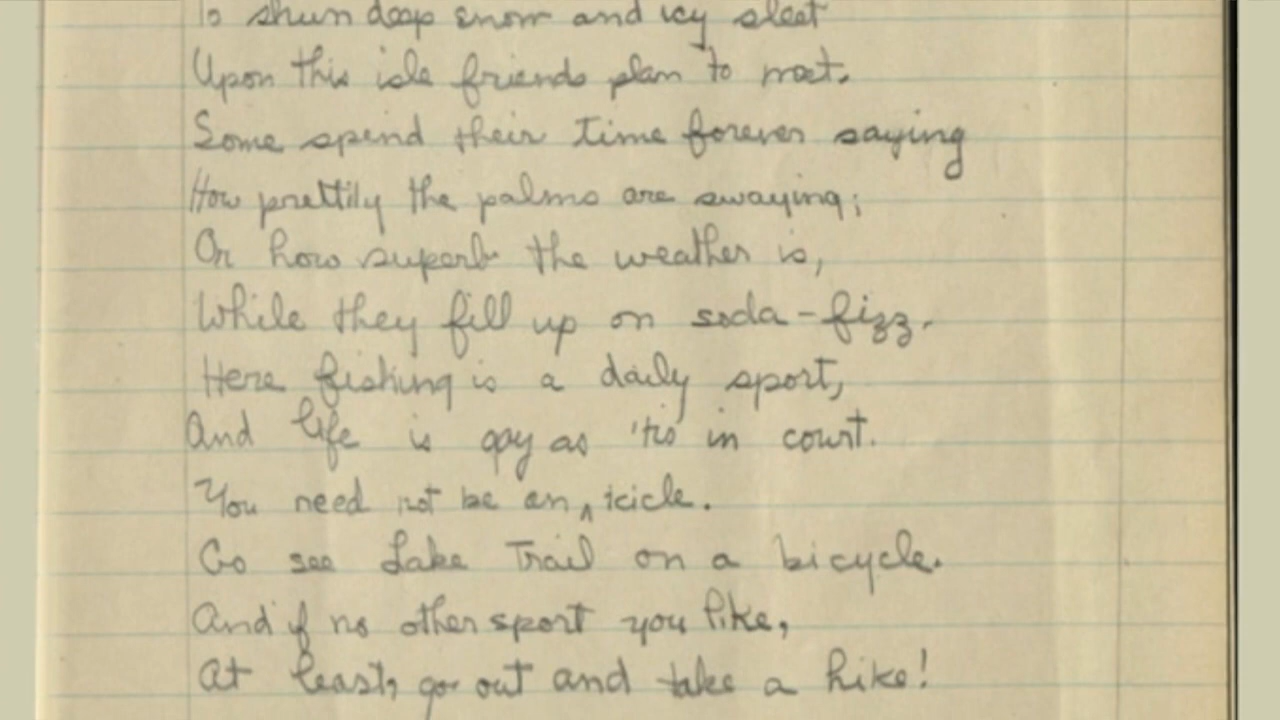 To shun deep snow and icy sleet
Upon this isle friends plan to meet.
Some spend their time forever saying
How prettily the palms are swaying;
Or how superb the weather is,
While they fill up on soda-fizz.
Here fishing is a daily sport,
And life is gay as 'tis in court.
You need not be an ^ icicle.
Go see Lake Trail on a bicycle.
And if no other sport you like,
At least, go out and take a hike!